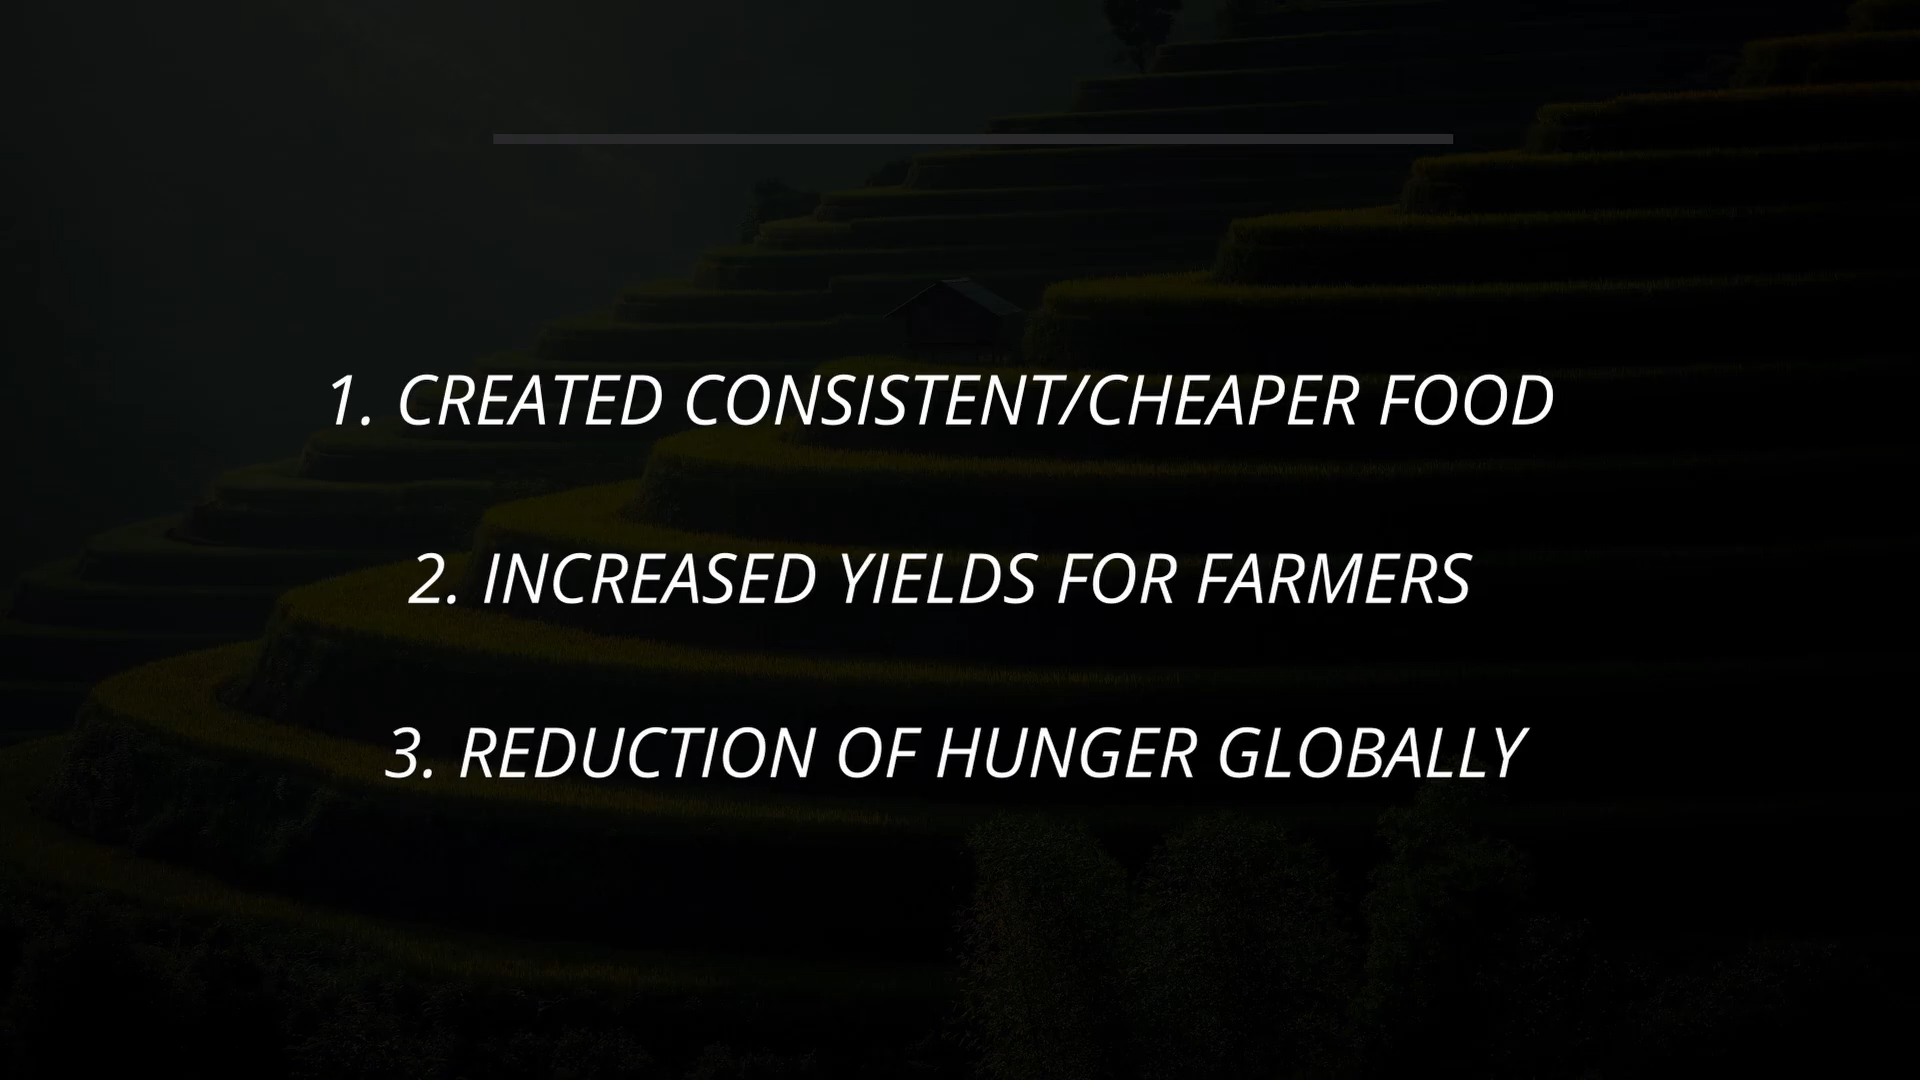 1. CREATED CONSISTENT/CHEAPER FOOD
2. INCREASED YIELDS FOR FARMERS
3. REDUCTION OF HUNGER GLOBALLY